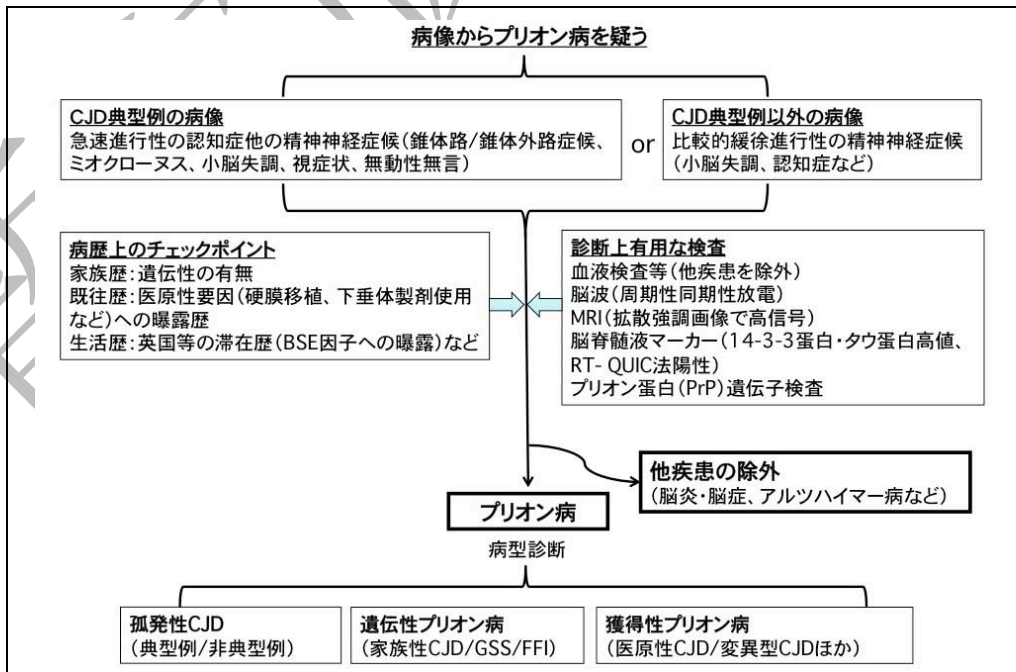 病像からプリオン病を疑う
CJD典型例の病像
急速進行性の認知症他の精神神経症候(錐体路/錐体外路症候、
ミオクローヌス、小脳失調、視症状、無動性無言)
or
CJD典型例以外の病像
比較的緩徐進行性の精神神経症候
(小脳失調、認知症など)
病歴上のチェックポイント
家族歴:遺伝性の有無
既往歴:医原性要因(硬膜移植、下垂体製剤使用
など)への曝露歴
生活歴:英国等の滞在歴(BSE因子への曝露)など
診断上有用な検査
血液検査等(他疾患を除外)
脳波(周期性同期性放電)
MRI(拡散強調画像で高信号)
脳脊髄液マーカー(14-3-3蛋白・タウ蛋白高値、
RT- QUIC法陽性)
プリオン蛋白(PrP)遺伝子検査
他疾患の除外
(脳炎・脳症、アルツハイマー病など)
プリオン病
病型診断
孤発性CJD
(典型例/非典型例)
遺伝性プリオン病
(家族性CJD/GSS/FFI)
獲得性プリオン病
(医原性CJD/変異型CJDほか)